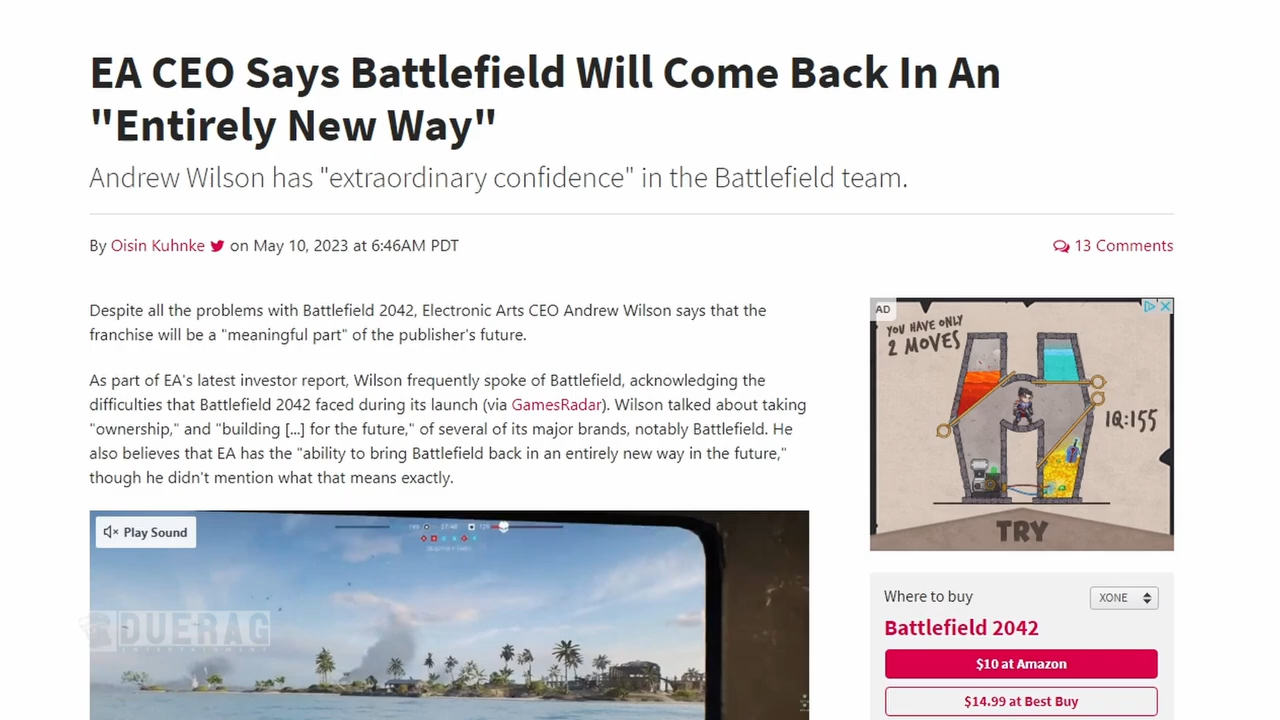 EA CEO Says Battlefield Will Come Back In An
"Entirely New Way"
Andrew Wilson has "extraordinary confidence" in the Battlefield team.
By Oisin Kuhnke on May 10, 2023 at 6:46AM PDT
13 Comments
Despite all the problems with Battlefield 2042, Electronic Arts CEO Andrew Wilson says that the
franchise will be a "meaningful part" of the publisher's future.
As part of EA's latest investor report, Wilson frequently spoke of Battlefield, acknowledging the
difficulties that Battlefield 2042 faced during its launch (via GamesRadar). Wilson talked about taking
"ownership," and "building [...] for the future," of several of its major brands, notably Battlefield. He
also believes that EA has the "ability to bring Battlefield back in an entirely new way in the future,"
though he didn't mention what that means exactly.
Play Sound
DUERAG
ENTERTAINMENT
AD
YOU HAVE ONLY
2 MOVES
IQ:155
TRY
Where to buy
XONE
Battlefield 2042
$10 at Amazon
$14.99 at Best Buy